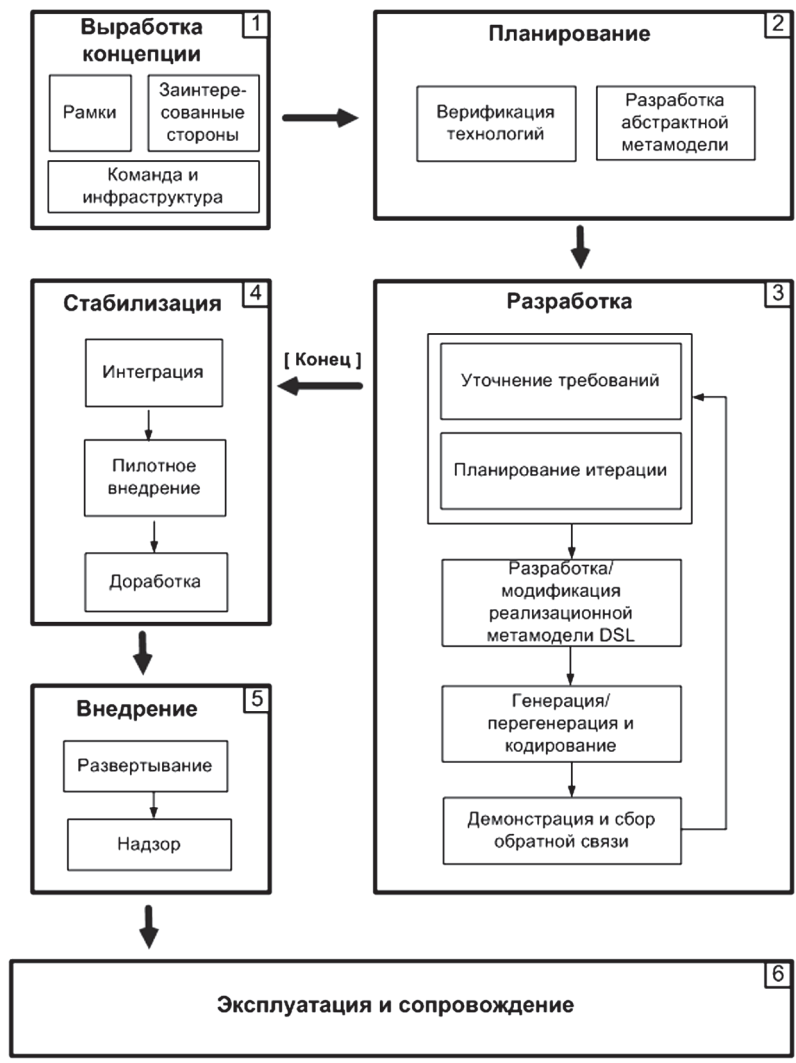 1
Выработка
концепции
Рамки
Заинтере-
сованные
стороны
Команда и
инфраструктура
2
Планирование
Верификация
технологий
Разработка
абстрактной
метамодели
3
Разработка
Уточнение требований
Планирование итерации
Разработка/
модификация
реализационной
метамодели DSL
Генерация/
перегенерация и
кодирование
Демонстрация и сбор
обратной связи
[ Конец ]
4
Стабилизация
Интеграция
Пилотное
внедрение
Доработка
5
Внедрение
Развертывание
Надзор
6
Эксплуатация и сопровождение